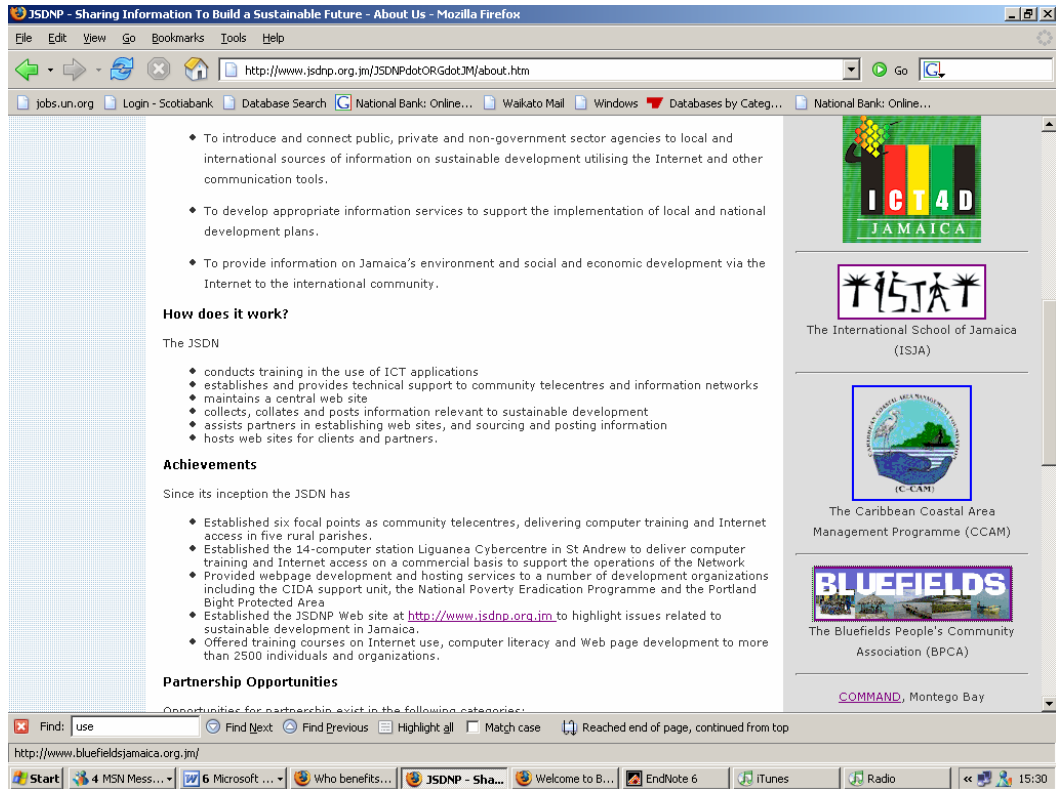 JSDNP - Sharing Information To Build a Sustainable Future - About Us - Mozilla Firefox
File Edit View Go Bookmarks Tools Help
http://www.jsdnp.org.jm/JSDNPdotORGdotJM/about.htm Go
jobs.un.org Login - Scotiabank Database Search National Bank: Online... Waikato Mail Windows Databases by Categ... National Bank: Online...
To introduce and connect public, private and non-government sector agencies to local and
international sources of information on sustainable development utilising the Internet and other
communication tools.
To develop appropriate information services to support the implementation of local and national
development plans.
To provide information on Jamaica's environment and social and economic development via the
Internet to the international community.
How does it work?
The JSDN
conducts training in the use of ICT applications
establishes and provides technical support to community telecentres and information networks
maintains a central web site
collects, collates and posts information relevant to sustainable development
assists partners in establishing web sites, and sourcing and posting information
hosts web sites for clients and partners.
Achievements
Since its inception the JSDN has
Established six focal points as community telecentres, delivering computer training and Internet
access in five rural parishes.
Established the 14-computer station Liguanea Cybercentre in St Andrew to deliver computer
training and Internet access on a commercial basis to support the operations of the Network
Provided webpage development and hosting services to a number of development organizations
including the CIDA support unit, the National Poverty Eradication Programme and the Portland
Bight Protected Area
Established the JSDNP Web site at http://www.jsdnp.org.jm to highlight issues related to
sustainable development in Jamaica.
Offered training courses on Internet use, computer literacy and Web page development to more
than 2500 individuals and organizations.
Partnership Opportunities
Opportunities for partnership exist in the following categories:
ICT4D
JAMAICA
The International School of Jamaica
(ISJA)
CARIBBEAN COASTAL AREA MANAGEMENT FOUNDATION
(C-CAM)
The Caribbean Coastal Area
Management Programme (CCAM)
BLUEFIELDS
The Bluefields People's Community
Association (BPCA)
COMMAND, Montego Bay
Find: use Find Next Find Previous Highlight all Match case Reached end of page, continued from top
http://www.bluefieldsjamaica.org.jm/
Start 4 MSN Mess... 6 Microsoft ... Who benefits... JSDNP - Sha... Welcome to B... EndNote 6 iTunes Radio 15:30